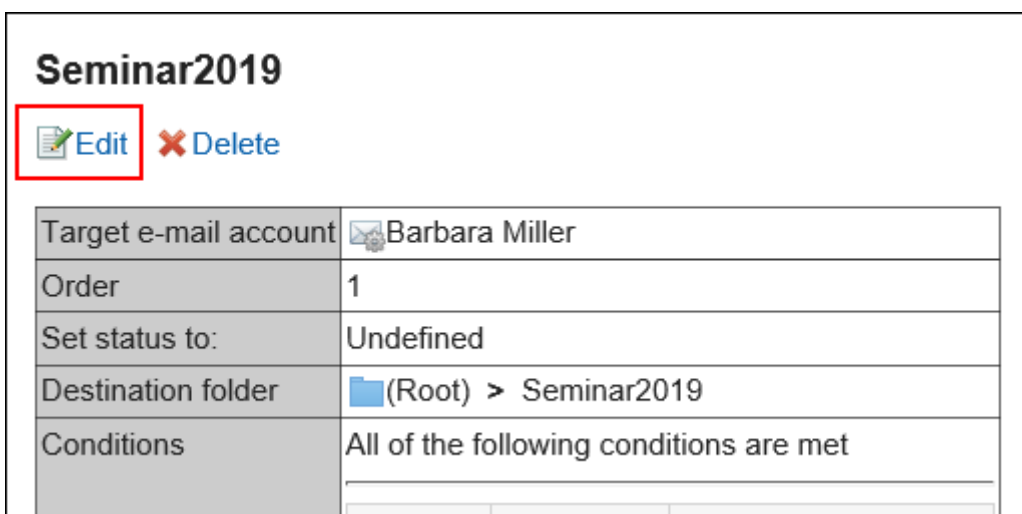 Seminar2019
Edit Delete
Target e-mail account Barbara Miller
Order 1
Set status to: Undefined
Destination folder (Root) > Seminar2019
Conditions All of the following conditions are met